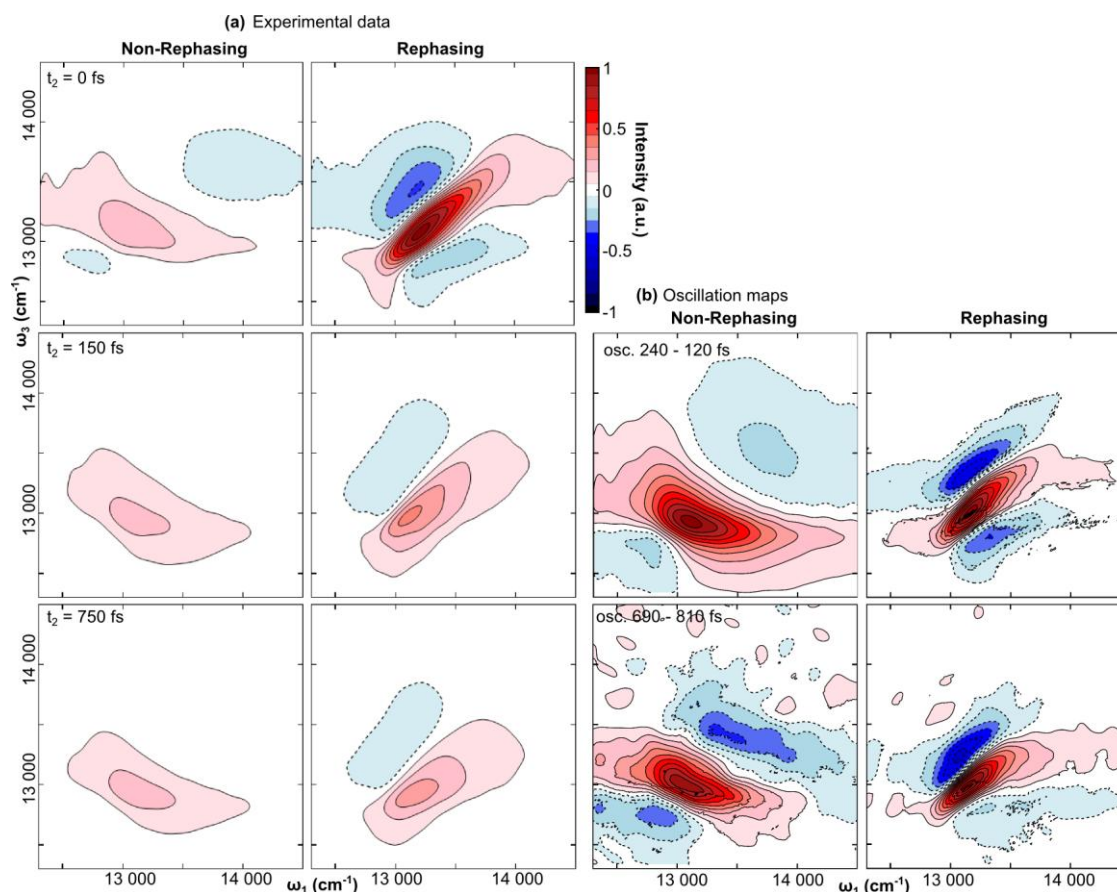 (a) Experimental data
Non-Rephasing
Rephasing
t₂ = 0 fs
14 000
13 000
1
0.5
0
-0.5
-1
Intensity (a.u.)
ω₃ (cm⁻¹)
(b) Oscillation maps
Non-Rephasing
Rephasing
t₂ = 150 fs
14 000
13 000
osc. 240 - 120 fs
t₂ = 750 fs
14 000
13 000
osc. 690 - 810 fs
13 000 14 000 13 000 14 000 13 000 14 000 13 000 14 000
ω₁ (cm⁻¹) ω₁ (cm⁻¹)